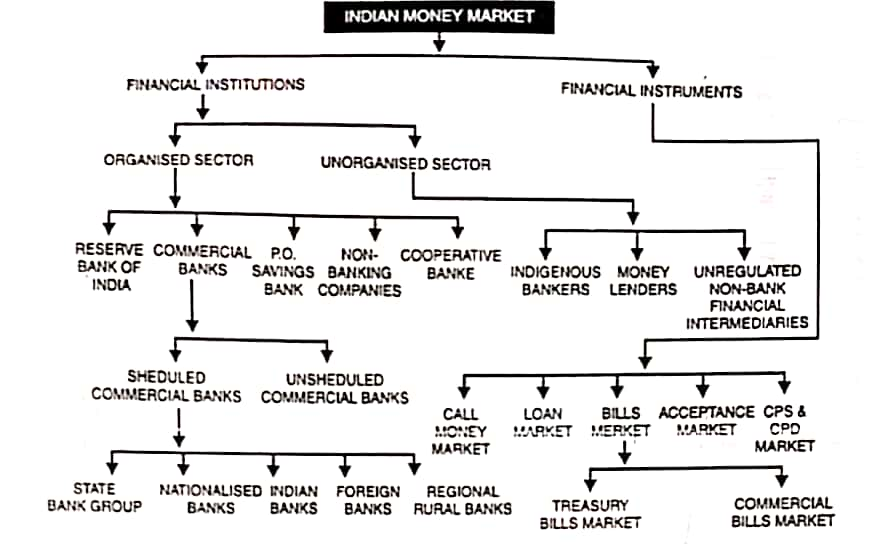 INDIAN MONEY MARKET
FINANCIAL INSTITUTIONS
FINANCIAL INSTRUMENTS
ORGANISED SECTOR
UNORGANISED SECTOR
RESERVE
BANK OF
INDIA
COMMERCIAL
BANKS
P.O.
SAVINGS
BANK
NON-
BANKING
COMPANIES
COOPERATIVE
BANKE
INDIGENOUS
BANKERS
MONEY
LENDERS
UNREGULATED
NON-BANK
FINANCIAL
INTERMEDIARIES
SHEDULED
COMMERCIAL BANKS
UNSHEDULED
COMMERCIAL BANKS
CALL
MONEY
MARKET
LOAN
MARKET
BILLS
MERKET
ACCEPTANCE
MARKET
CPS &
CPD
MARKET
STATE
BANK GROUP
NATIONALISED
BANKS
INDIAN
BANKS
FOREIGN
BANKS
REGIONAL
RURAL BANKS
TREASURY
BILLS MARKET
COMMERCIAL
BILLS MARKET